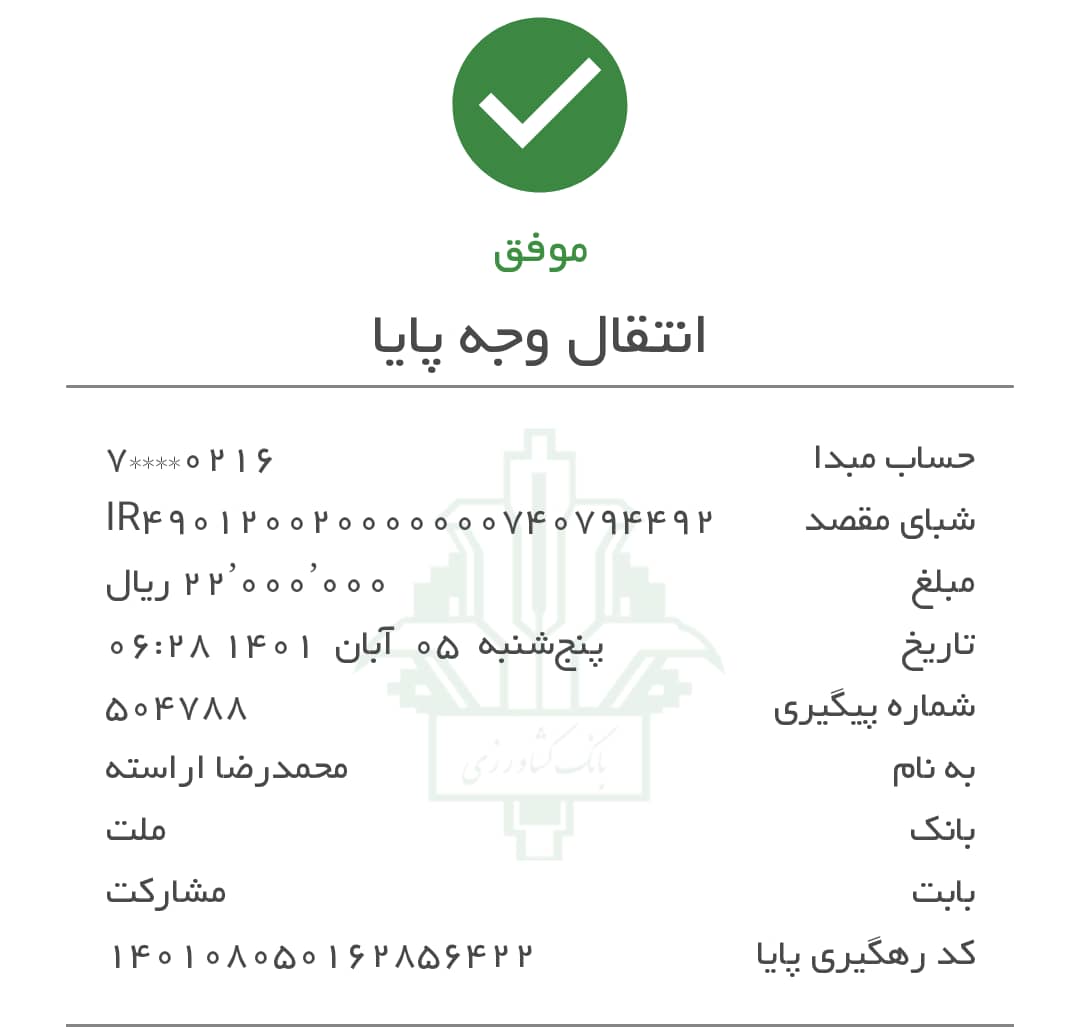 موفق
انتقال وجه پایا
حساب مبدا ۷****۰۲۱۶
شبای مقصد IR۴۹۰۱۲۰۰۲۰۰۰۰۰۰۰۷۴۰۷۹۴۴۹۲
مبلغ ۲۲٬۰۰۰٬۰۰۰ ریال
تاریخ پنج‌شنبه ۰۵ آبان ۱۴۰۱ ۰۶:۲۸
شماره پیگیری ۵۰۴۷۸۸
به نام محمدرضا اراسته
بانک ملت
بابت مشارکت
کد رهگیری پایا ۱۴۰۱۰۸۰۵۰۱۶۲۸۵۶۴۲۲
بانک کشاورزی